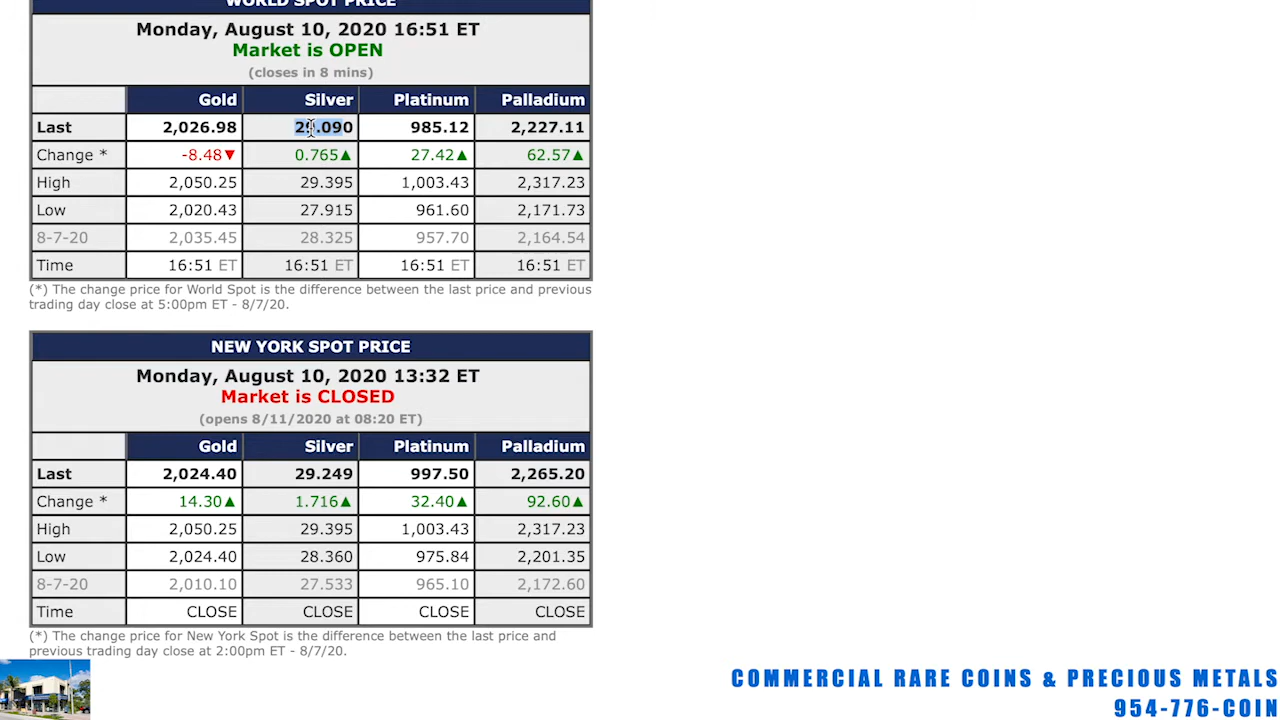 WORLD SPOT PRICE
Monday, August 10, 2020 16:51 ET
Market is OPEN
(closes in 8 mins)
Gold Silver Platinum Palladium
Last 2,026.98 29.090 985.12 2,227.11
Change * -8.48▼ 0.765▲ 27.42▲ 62.57▲
High 2,050.25 29.395 1,003.43 2,317.23
Low 2,020.43 27.915 961.60 2,171.73
8-7-20 2,035.45 28.325 957.70 2,164.54
Time 16:51 ET 16:51 ET 16:51 ET 16:51 ET
(*) The change price for World Spot is the difference between the last price and previous
trading day close at 5:00pm ET - 8/7/20.
NEW YORK SPOT PRICE
Monday, August 10, 2020 13:32 ET
Market is CLOSED
(opens 8/11/2020 at 08:20 ET)
Gold Silver Platinum Palladium
Last 2,024.40 29.249 997.50 2,265.20
Change * 14.30▲ 1.716▲ 32.40▲ 92.60▲
High 2,050.25 29.395 1,003.43 2,317.23
Low 2,024.40 28.360 975.84 2,201.35
8-7-20 2,010.10 27.533 965.10 2,172.60
Time CLOSE CLOSE CLOSE CLOSE
(*) The change price for New York Spot is the difference between the last price and
previous trading day close at 2:00pm ET - 8/7/20.
COMMERCIAL RARE COINS & PRECIOUS METALS
954-776-COIN